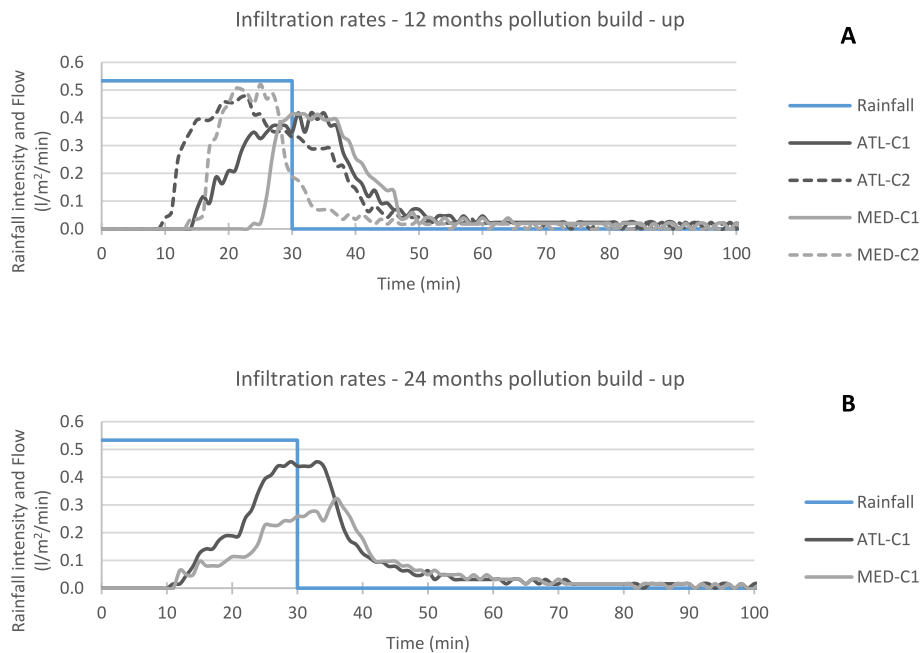 Infiltration rates - 12 months pollution build - up
A
Rainfall intensity and Flow
(l/m²/min)
0.6
0.5
0.4
0.3
0.2
0.1
0.0
0 10 20 30 40 50 60 70 80 90 100
Time (min)
Rainfall
ATL-C1
ATL-C2
MED-C1
MED-C2
Infiltration rates - 24 months pollution build - up
B
Rainfall intensity and Flow
(l/m²/min)
0.6
0.5
0.4
0.3
0.2
0.1
0.0
0 10 20 30 40 50 60 70 80 90 100
Time (min)
Rainfall
ATL-C1
MED-C1